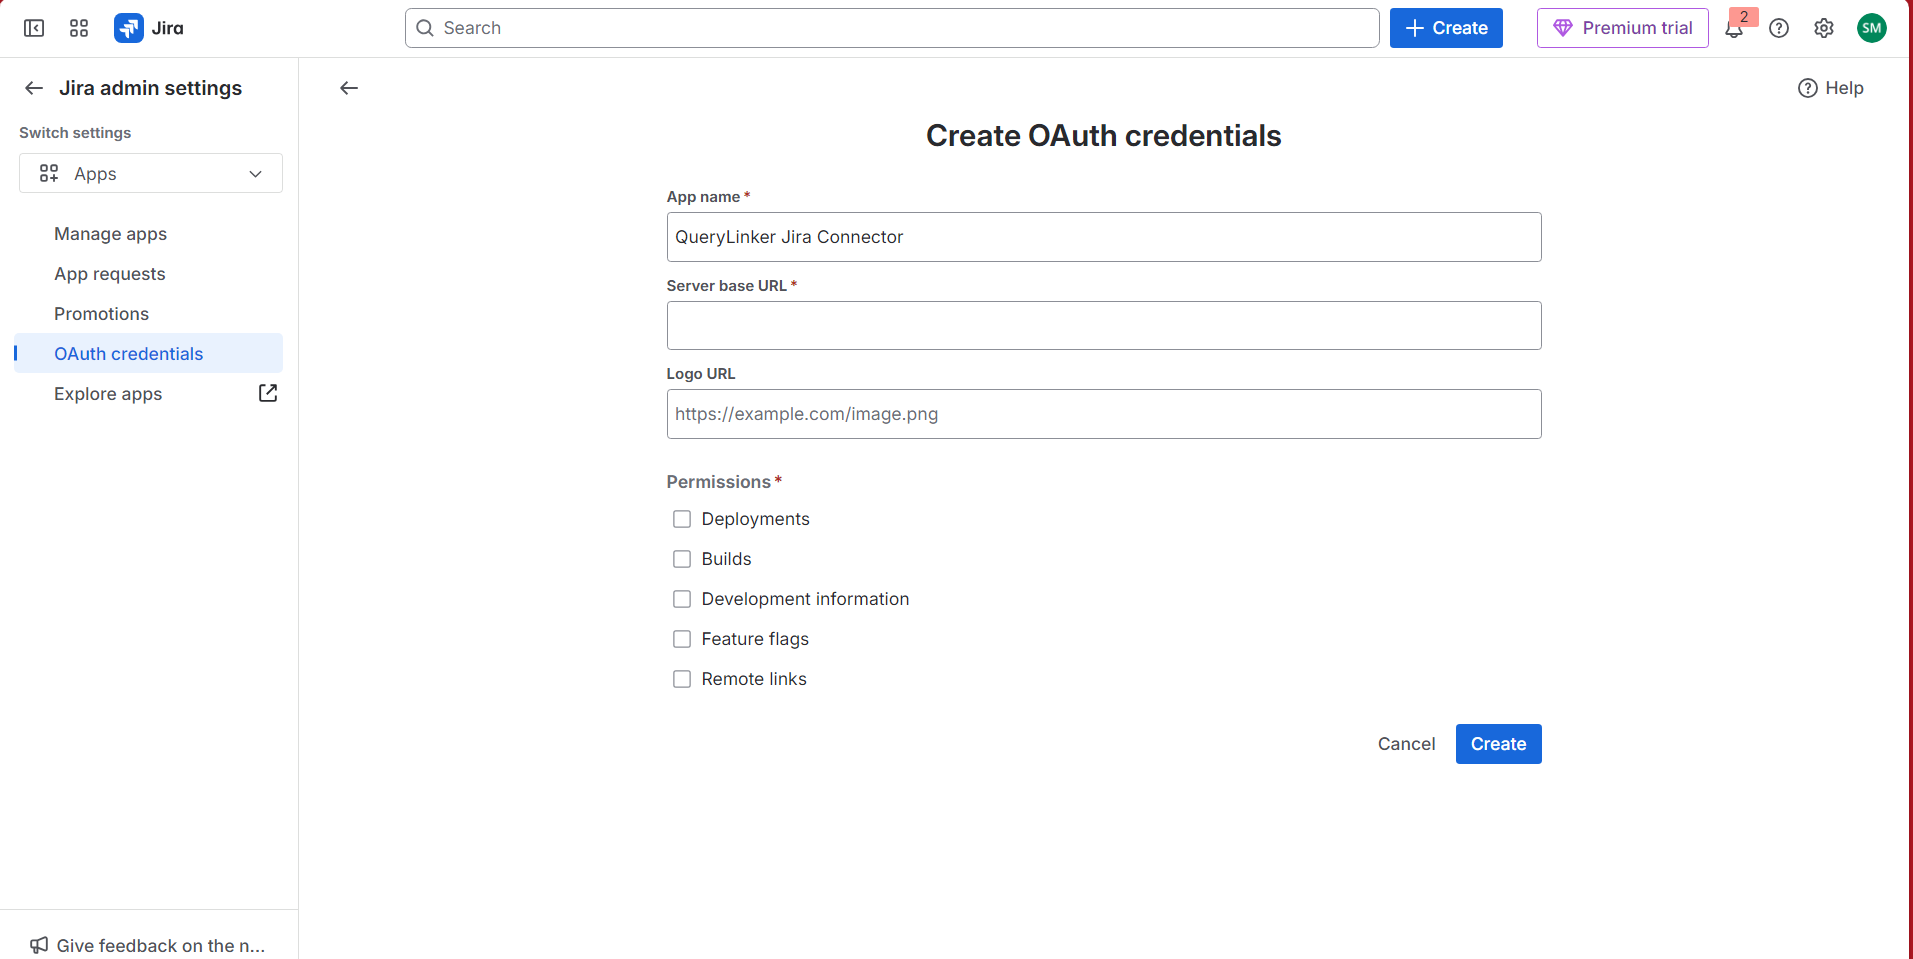 Jira
Search
Create
Premium trial
2
SM
Jira admin settings
Switch settings
Apps
Manage apps
App requests
Promotions
OAuth credentials
Explore apps
Give feedback on the n...
Help
Create OAuth credentials
App name *
QueryLinker Jira Connector
Server base URL *
Logo URL
https://example.com/image.png
Permissions *
Deployments
Builds
Development information
Feature flags
Remote links
Cancel
Create